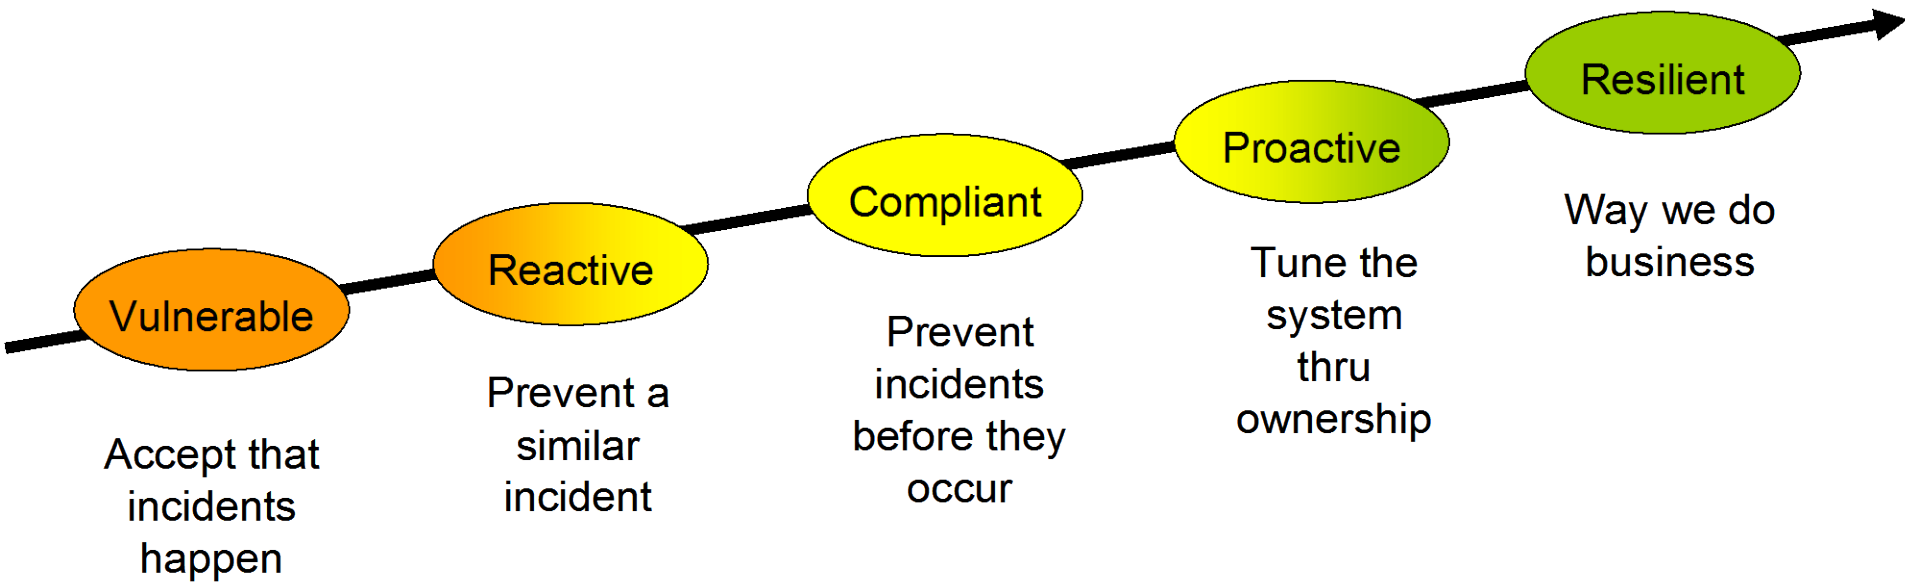 Vulnerable
Accept that
incidents
happen
Reactive
Prevent a
similar
incident
Compliant
Prevent
incidents
before they
occur
Proactive
Tune the
system
thru
ownership
Resilient
Way we do
business